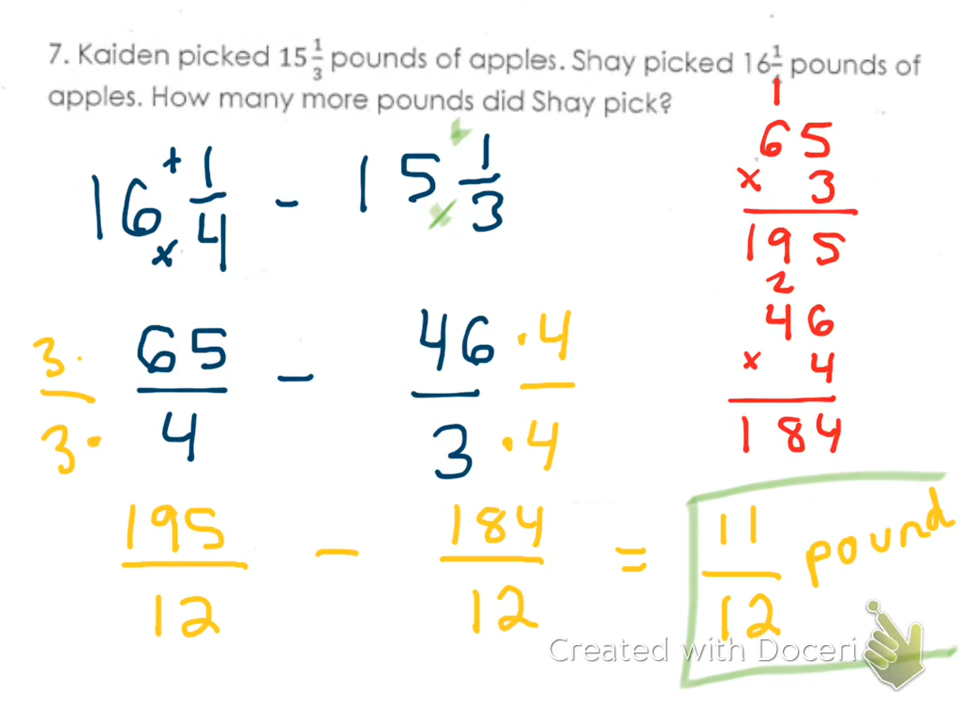 7. Kaiden picked 15 1/3 pounds of apples. Shay picked 16 1/4 pounds of
apples. How many more pounds did Shay pick?
16 + × 1/4 - 15 1/3
3·/3· 65/4 - 46/3 ·4/·4
195/12 - 184/12 = 11/12 pound
1
65
× 3
195
2
46
× 4
184
Created with Doceri